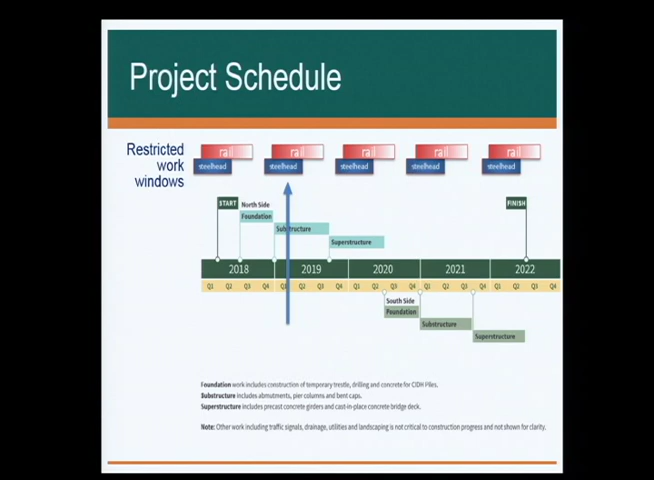 Project Schedule
Restricted
work
windows
rail rail rail rail rail
steelhead steelhead steelhead steelhead steelhead
START North Side FINISH
Foundation
Substructure
Superstructure
2018 2019 2020 2021 2022
Q1 Q2 Q3 Q4 Q1 Q2 Q3 Q4 Q1 Q2 Q3 Q4 Q1 Q2 Q3 Q4 Q1 Q2 Q3 Q4
South Side
Foundation
Substructure
Superstructure
Foundation work includes construction of temporary trestle, drilling and concrete for CIDH Piles.
Substructure includes abmutments, pier columns and bent caps.
Superstructure includes precast concrete girders and cast-in-place concrete bridge deck.
Note: Other work including traffic signals, drainage, utilities and landscaping is not critical to construction progress and not shown for clarity.